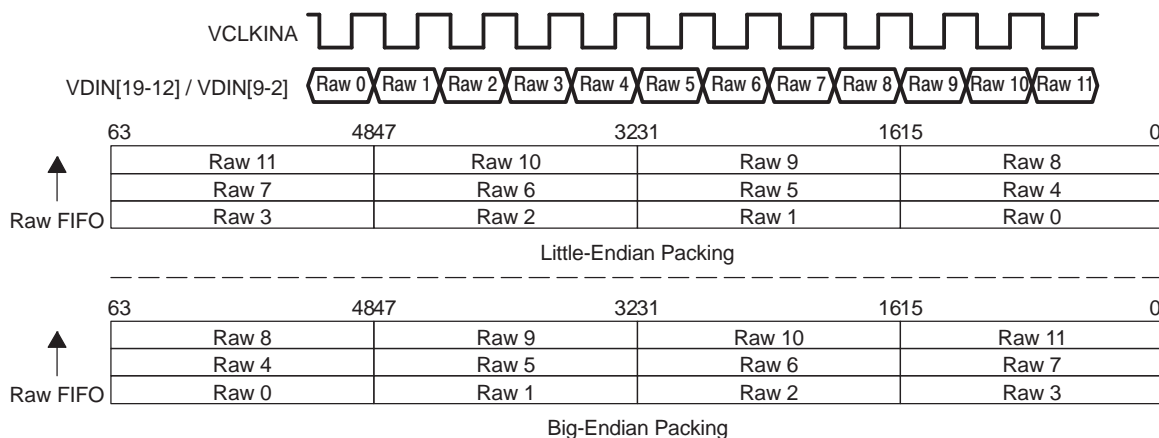 VCLKINA
VDIN[19-12] / VDIN[9-2] Raw 0 Raw 1 Raw 2 Raw 3 Raw 4 Raw 5 Raw 6 Raw 7 Raw 8 Raw 9 Raw 10 Raw 11
63 4847 3231 1615 0
Raw 11 Raw 10 Raw 9 Raw 8
Raw 7 Raw 6 Raw 5 Raw 4
Raw FIFO Raw 3 Raw 2 Raw 1 Raw 0
Little-Endian Packing
63 4847 3231 1615 0
Raw 8 Raw 9 Raw 10 Raw 11
Raw 4 Raw 5 Raw 6 Raw 7
Raw FIFO Raw 0 Raw 1 Raw 2 Raw 3
Big-Endian Packing